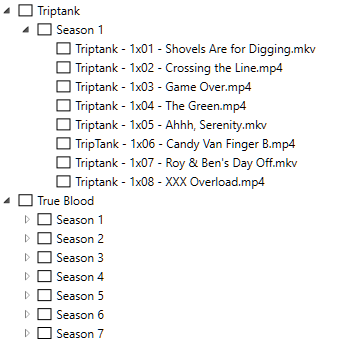 Triptank
Season 1
Triptank - 1x01 - Shovels Are for Digging.mkv
Triptank - 1x02 - Crossing the Line.mp4
Triptank - 1x03 - Game Over.mp4
Triptank - 1x04 - The Green.mp4
Triptank - 1x05 - Ahhh, Serenity.mkv
TripTank - 1x06 - Candy Van Finger B.mp4
Triptank - 1x07 - Roy & Ben's Day Off.mkv
Triptank - 1x08 - XXX Overload.mp4
True Blood
Season 1
Season 2
Season 3
Season 4
Season 5
Season 6
Season 7